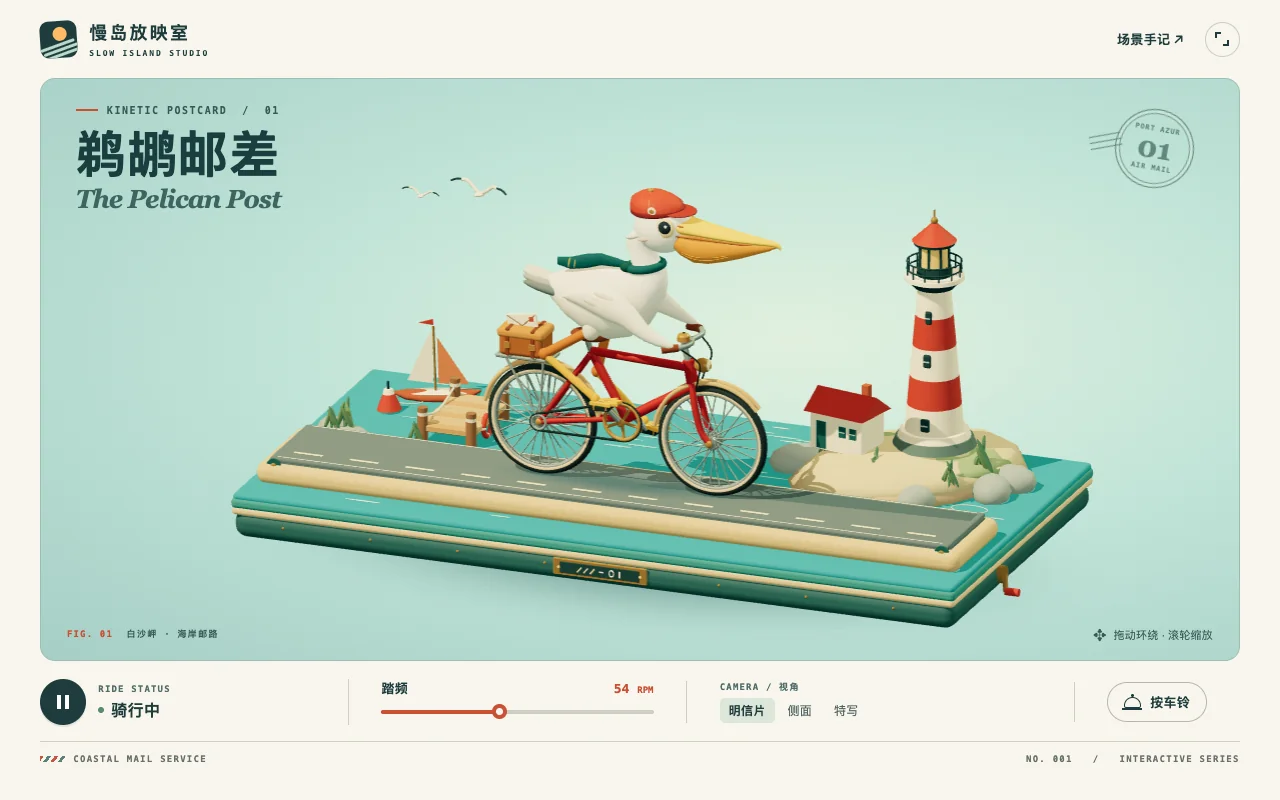 慢岛放映室
SLOW ISLAND STUDIO
场景手记 ↗
KINETIC POSTCARD / 01
鹈鹕邮差
The Pelican Post
PORT AZUR
01
AIR MAIL
///-01
FIG. 01 白沙岬 · 海岸邮路
拖动环绕 · 滚轮缩放
RIDE STATUS
骑行中
踏频 54 RPM
CAMERA / 视角
明信片 侧面 特写
按车铃
COASTAL MAIL SERVICE
NO. 001 / INTERACTIVE SERIES